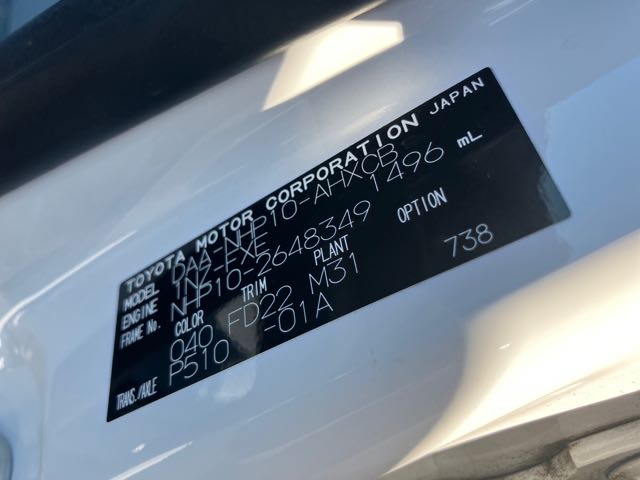 TOYOTA MOTOR CORPORATION JAPAN
MODEL DAA-NHP10-AHXCB
ENGINE 1NZ-FXE 1496 mL
FRAME No. NHP10-2648349
COLOR TRIM PLANT OPTION
040 FD22 M31 738
TRANS./AXLE P510 -01A